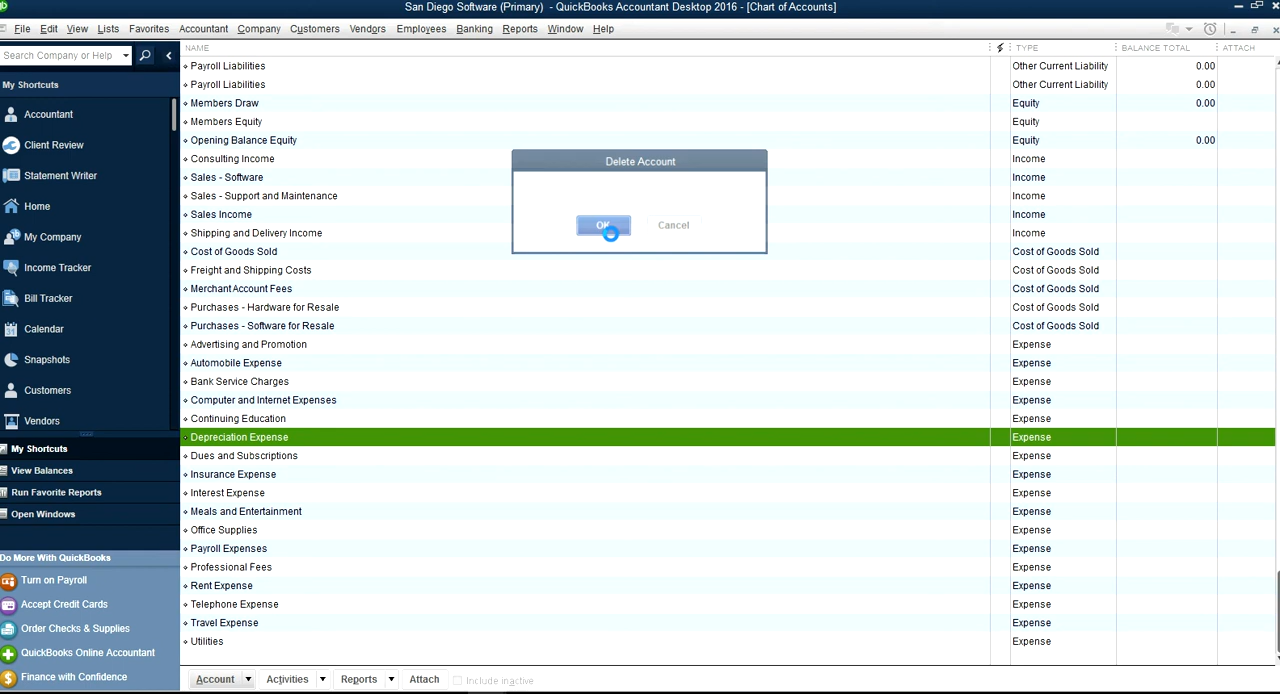 San Diego Software (Primary) - QuickBooks Accountant Desktop 2016 - [Chart of Accounts]
File Edit View Lists Favorites Accountant Company Customers Vendors Employees Banking Reports Window Help
Search Company or Help
NAME TYPE BALANCE TOTAL ATTACH
My Shortcuts
Accountant
Client Review
Statement Writer
Home
My Company
Income Tracker
Bill Tracker
Calendar
Snapshots
Customers
Vendors
My Shortcuts
View Balances
Run Favorite Reports
Open Windows
Do More With QuickBooks
Turn on Payroll
Accept Credit Cards
Order Checks & Supplies
QuickBooks Online Accountant
Finance with Confidence
Payroll Liabilities Other Current Liability 0.00
Payroll Liabilities Other Current Liability 0.00
Members Draw Equity 0.00
Members Equity Equity
Opening Balance Equity Equity 0.00
Consulting Income Income
Sales - Software Income
Sales - Support and Maintenance Income
Sales Income Income
Shipping and Delivery Income Income
Cost of Goods Sold Cost of Goods Sold
Freight and Shipping Costs Cost of Goods Sold
Merchant Account Fees Cost of Goods Sold
Purchases - Hardware for Resale Cost of Goods Sold
Purchases - Software for Resale Cost of Goods Sold
Advertising and Promotion Expense
Automobile Expense Expense
Bank Service Charges Expense
Computer and Internet Expenses Expense
Continuing Education Expense
Depreciation Expense Expense
Dues and Subscriptions Expense
Insurance Expense Expense
Interest Expense Expense
Meals and Entertainment Expense
Office Supplies Expense
Payroll Expenses Expense
Professional Fees Expense
Rent Expense Expense
Telephone Expense Expense
Travel Expense Expense
Utilities Expense
Delete Account
OK Cancel
Account Activities Reports Attach Include inactive